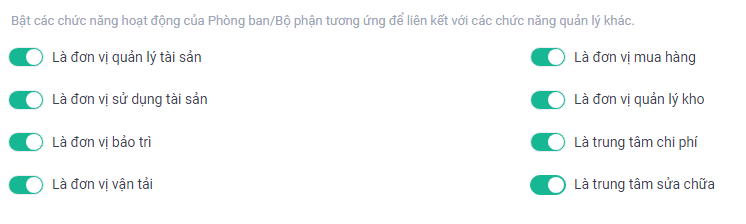 Bật các chức năng hoạt động của Phòng ban/Bộ phận tương ứng để liên kết với các chức năng quản lý khác.
Là đơn vị quản lý tài sản
Là đơn vị mua hàng
Là đơn vị sử dụng tài sản
Là đơn vị quản lý kho
Là đơn vị bảo trì
Là trung tâm chi phí
Là đơn vị vận tải
Là trung tâm sửa chữa